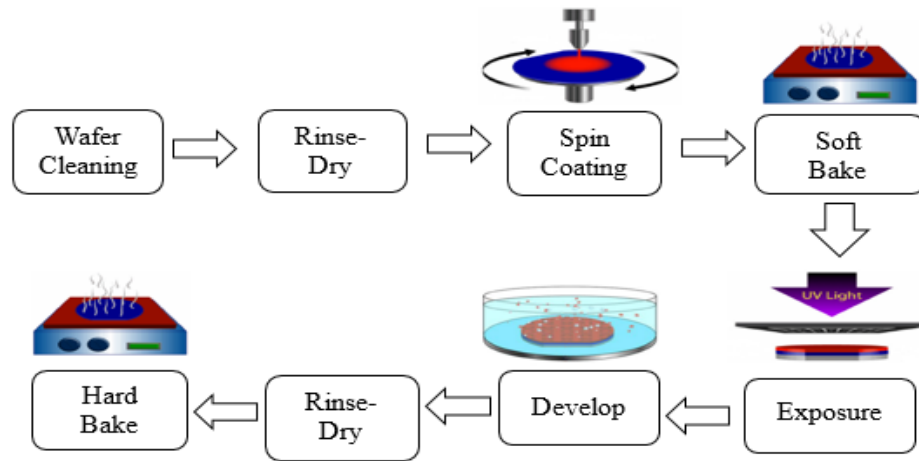 Wafer
Cleaning
Rinse-
Dry
Spin
Coating
Soft
Bake
UV Light
Exposure
Develop
Rinse-
Dry
Hard
Bake